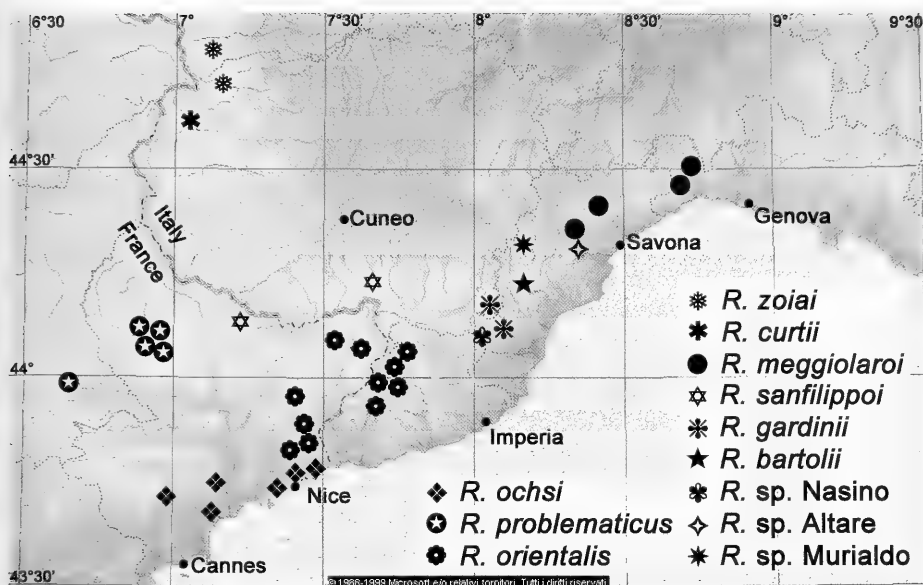 6°30'
7°
7°30'
8°
8°30'
9°
9°30'
44°30'
Cuneo
Genova
Savona
Italy
France
44°
Imperia
Nice
Cannes
43°30'
R. zoiai
R. curtii
R. meggiolaroi
R. sanfilippoi
R. gardinii
R. bartolii
R. sp. Nasino
R. sp. Altare
R. sp. Murialdo
R. ochsi
R. problematicus
R. orientalis
© 1986-1999 Microsoft e/o relativi fornitori. Tutti i diritti riservati.